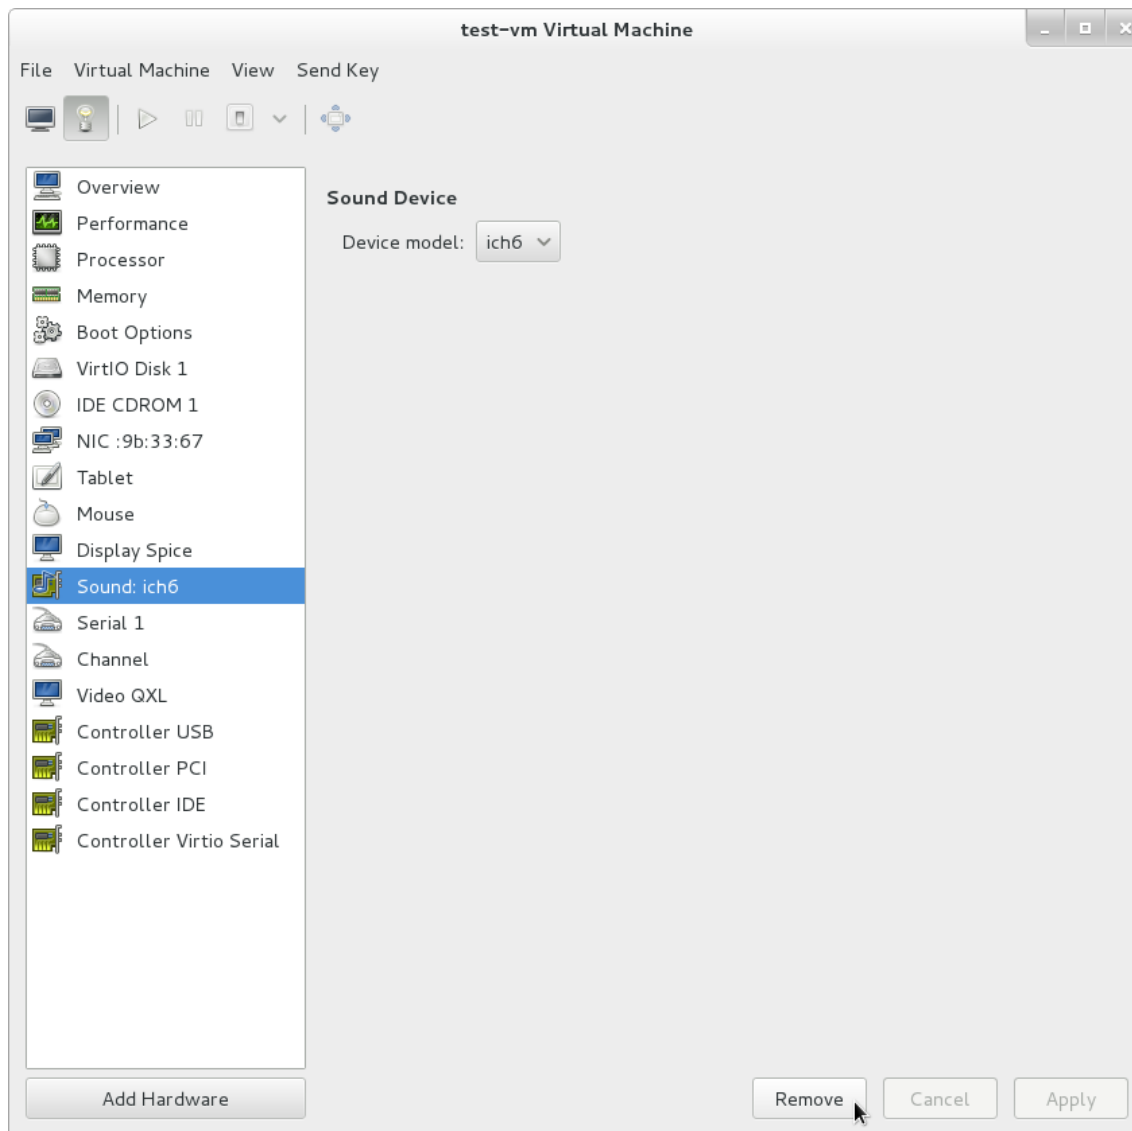 test-vm Virtual Machine
File Virtual Machine View Send Key
Overview
Performance
Processor
Memory
Boot Options
VirtIO Disk 1
IDE CDROM 1
NIC :9b:33:67
Tablet
Mouse
Display Spice
Sound: ich6
Serial 1
Channel
Video QXL
Controller USB
Controller PCI
Controller IDE
Controller Virtio Serial
Add Hardware
Sound Device
Device model: ich6
Remove Cancel Apply